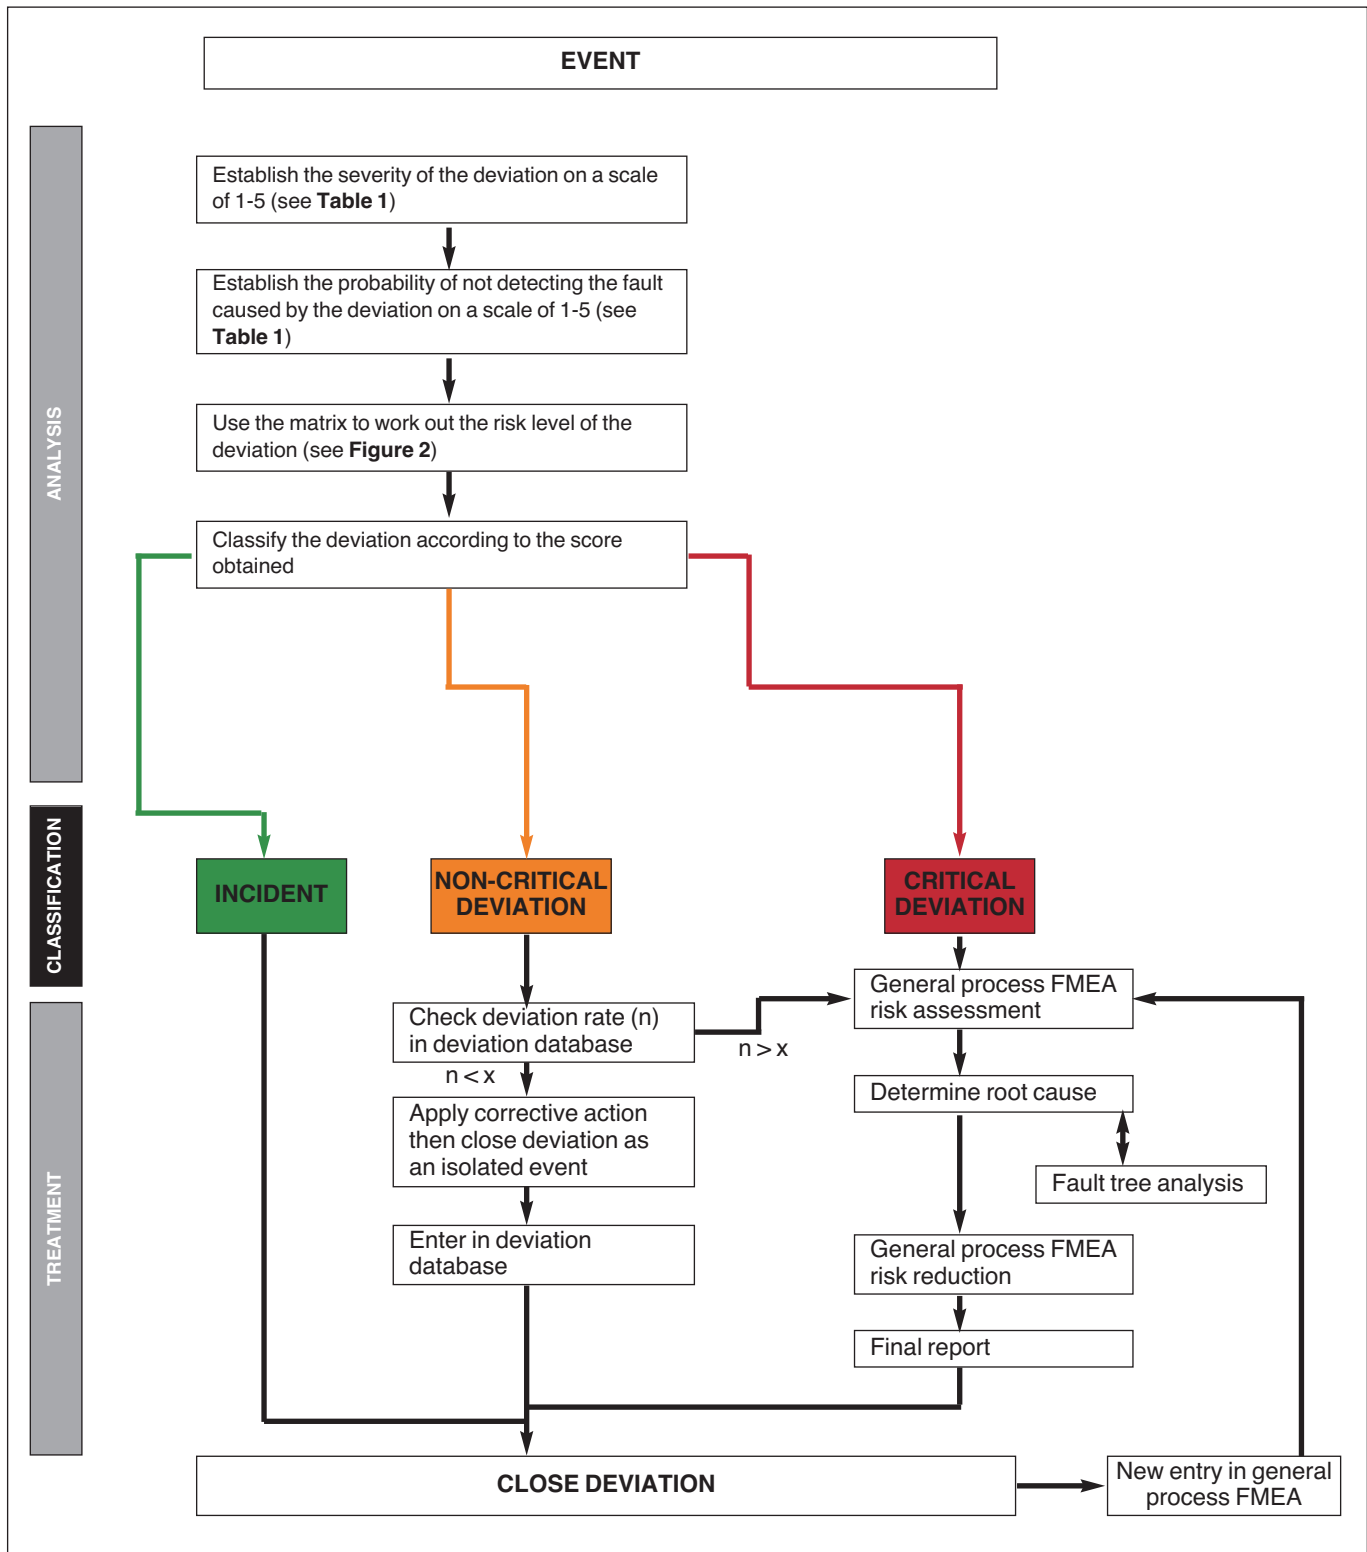 EVENT
ANALYSIS
Establish the severity of the deviation on a scale
of 1-5 (see Table 1)
Establish the probability of not detecting the fault
caused by the deviation on a scale of 1-5 (see
Table 1)
Use the matrix to work out the risk level of the
deviation (see Figure 2)
Classify the deviation according to the score
obtained
CLASSIFICATION
INCIDENT
NON-CRITICAL
DEVIATION
CRITICAL
DEVIATION
TREATMENT
Check deviation rate (n)
in deviation database
n > x
n < x
Apply corrective action
then close deviation as
an isolated event
Enter in deviation
database
General process FMEA
risk assessment
Determine root cause
Fault tree analysis
General process FMEA
risk reduction
Final report
CLOSE DEVIATION
New entry in general
process FMEA